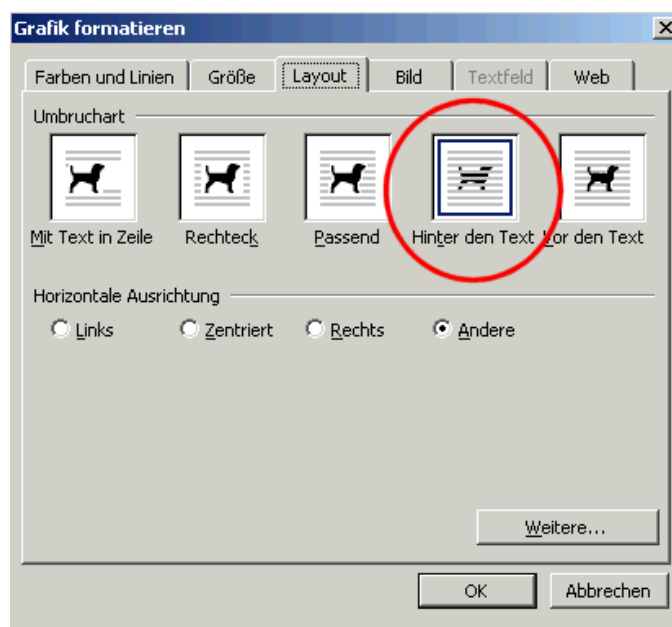 Grafik formatieren
Farben und Linien Größe Layout Bild Textfeld Web
Umbruchart
Mit Text in Zeile Rechteck Passend Hinter den Text Vor den Text
Horizontale Ausrichtung
Links Zentriert Rechts Andere
Weitere...
OK Abbrechen